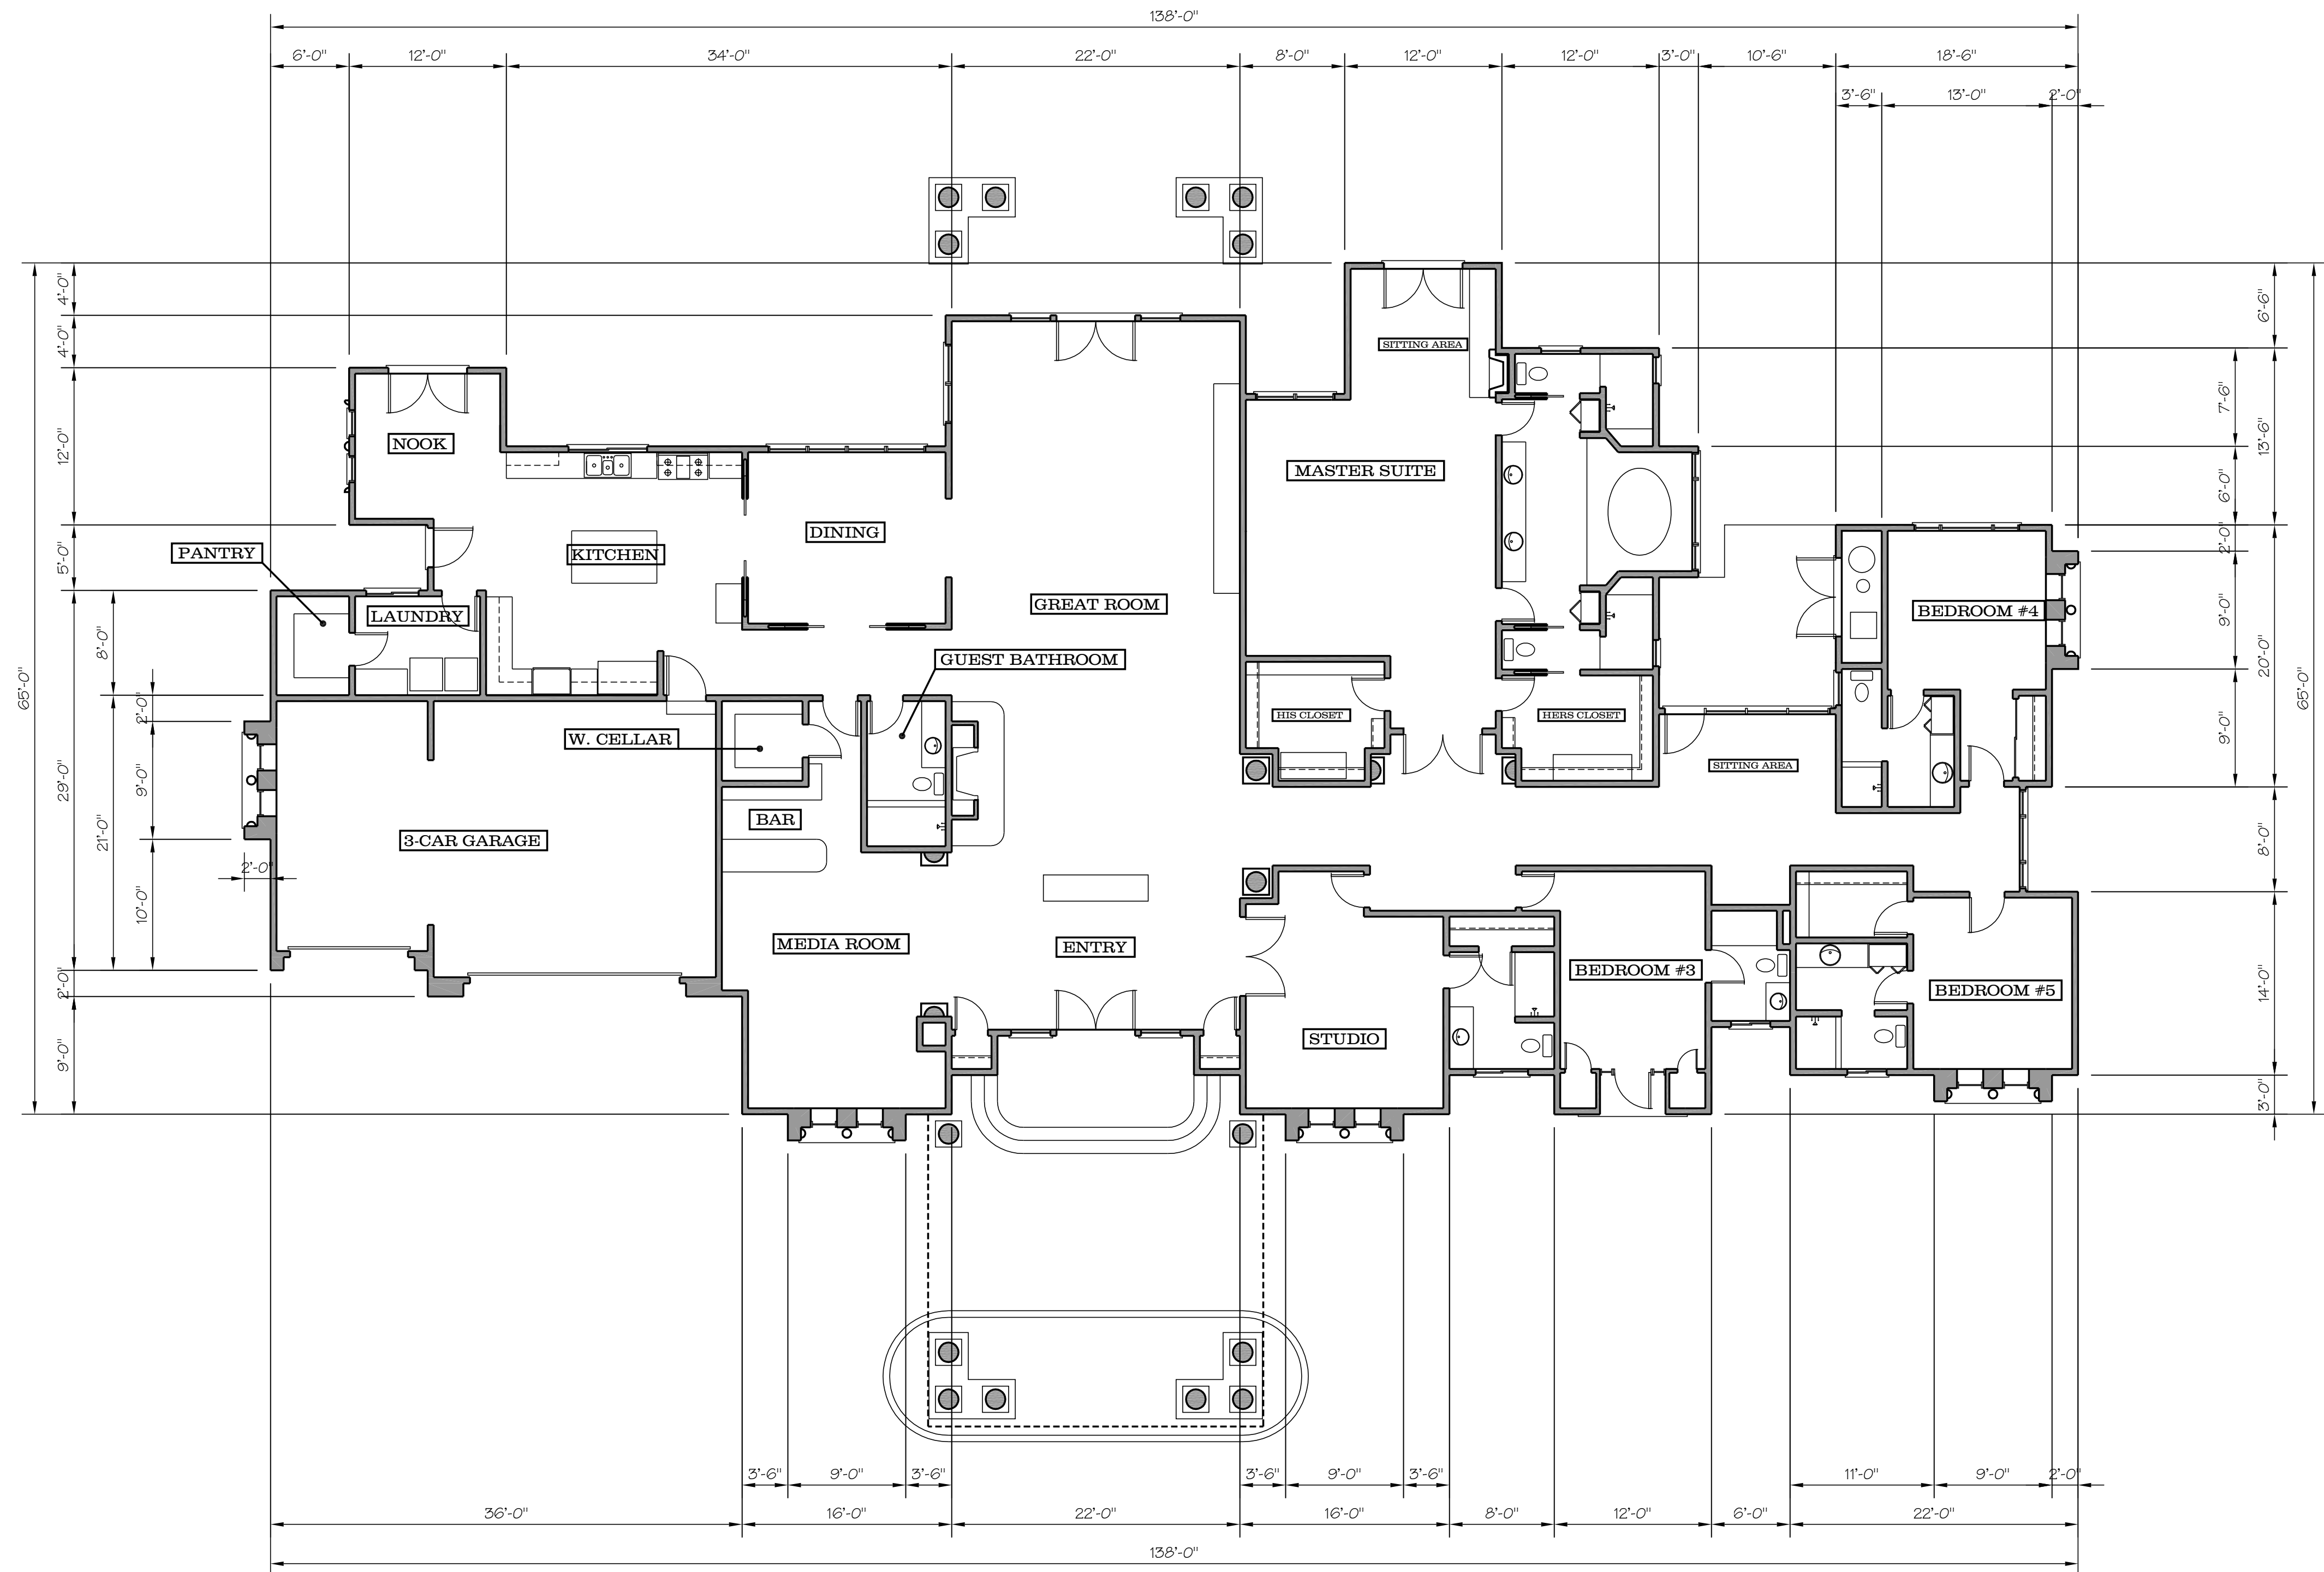 138'-0"
6'-0" 12'-0" 34'-0" 22'-0" 8'-0" 12'-0" 12'-0" 3'-0" 10'-6" 18'-6"
3'-6" 13'-0" 2'-0"
4'-0"
4'-0"
12'-0"
5'-0"
8'-0"
65'-0"
2'-0"
29'-0"
9'-0"
21'-0"
10'-0"
2'-0"
2'-0"
9'-0"
6'-6"
7'-6"
13'-6"
6'-0"
2'-0"
9'-0"
20'-0"
65'-0"
9'-0"
8'-0"
14'-0"
3'-0"
SITTING AREA
NOOK
MASTER SUITE
DINING
PANTRY
KITCHEN
GREAT ROOM
LAUNDRY
BEDROOM #4
GUEST BATHROOM
HIS CLOSET
HERS CLOSET
W. CELLAR
SITTING AREA
BAR
3-CAR GARAGE
MEDIA ROOM
ENTRY
BEDROOM #3
BEDROOM #5
STUDIO
3'-6" 9'-0" 3'-6" 3'-6" 9'-0" 3'-6" 11'-0" 9'-0" 2'-0"
36'-0" 16'-0" 22'-0" 16'-0" 8'-0" 12'-0" 6'-0" 22'-0"
138'-0"